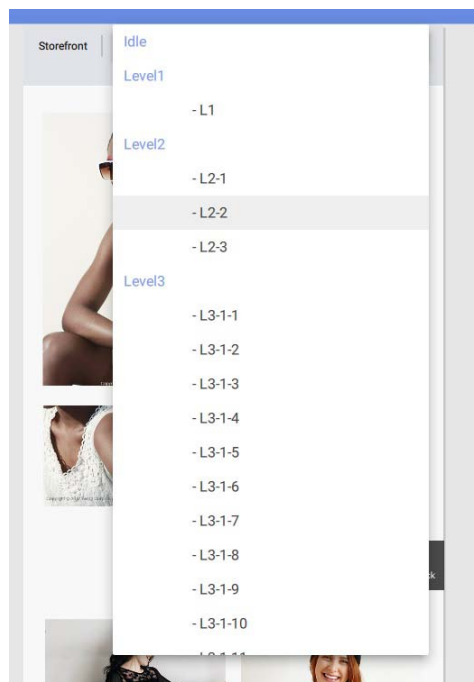 Storefront
Idle
Level1
- L1
Level2
- L2-1
- L2-2
- L2-3
Level3
- L3-1-1
- L3-1-2
- L3-1-3
- L3-1-4
- L3-1-5
- L3-1-6
- L3-1-7
- L3-1-8
- L3-1-9
- L3-1-10